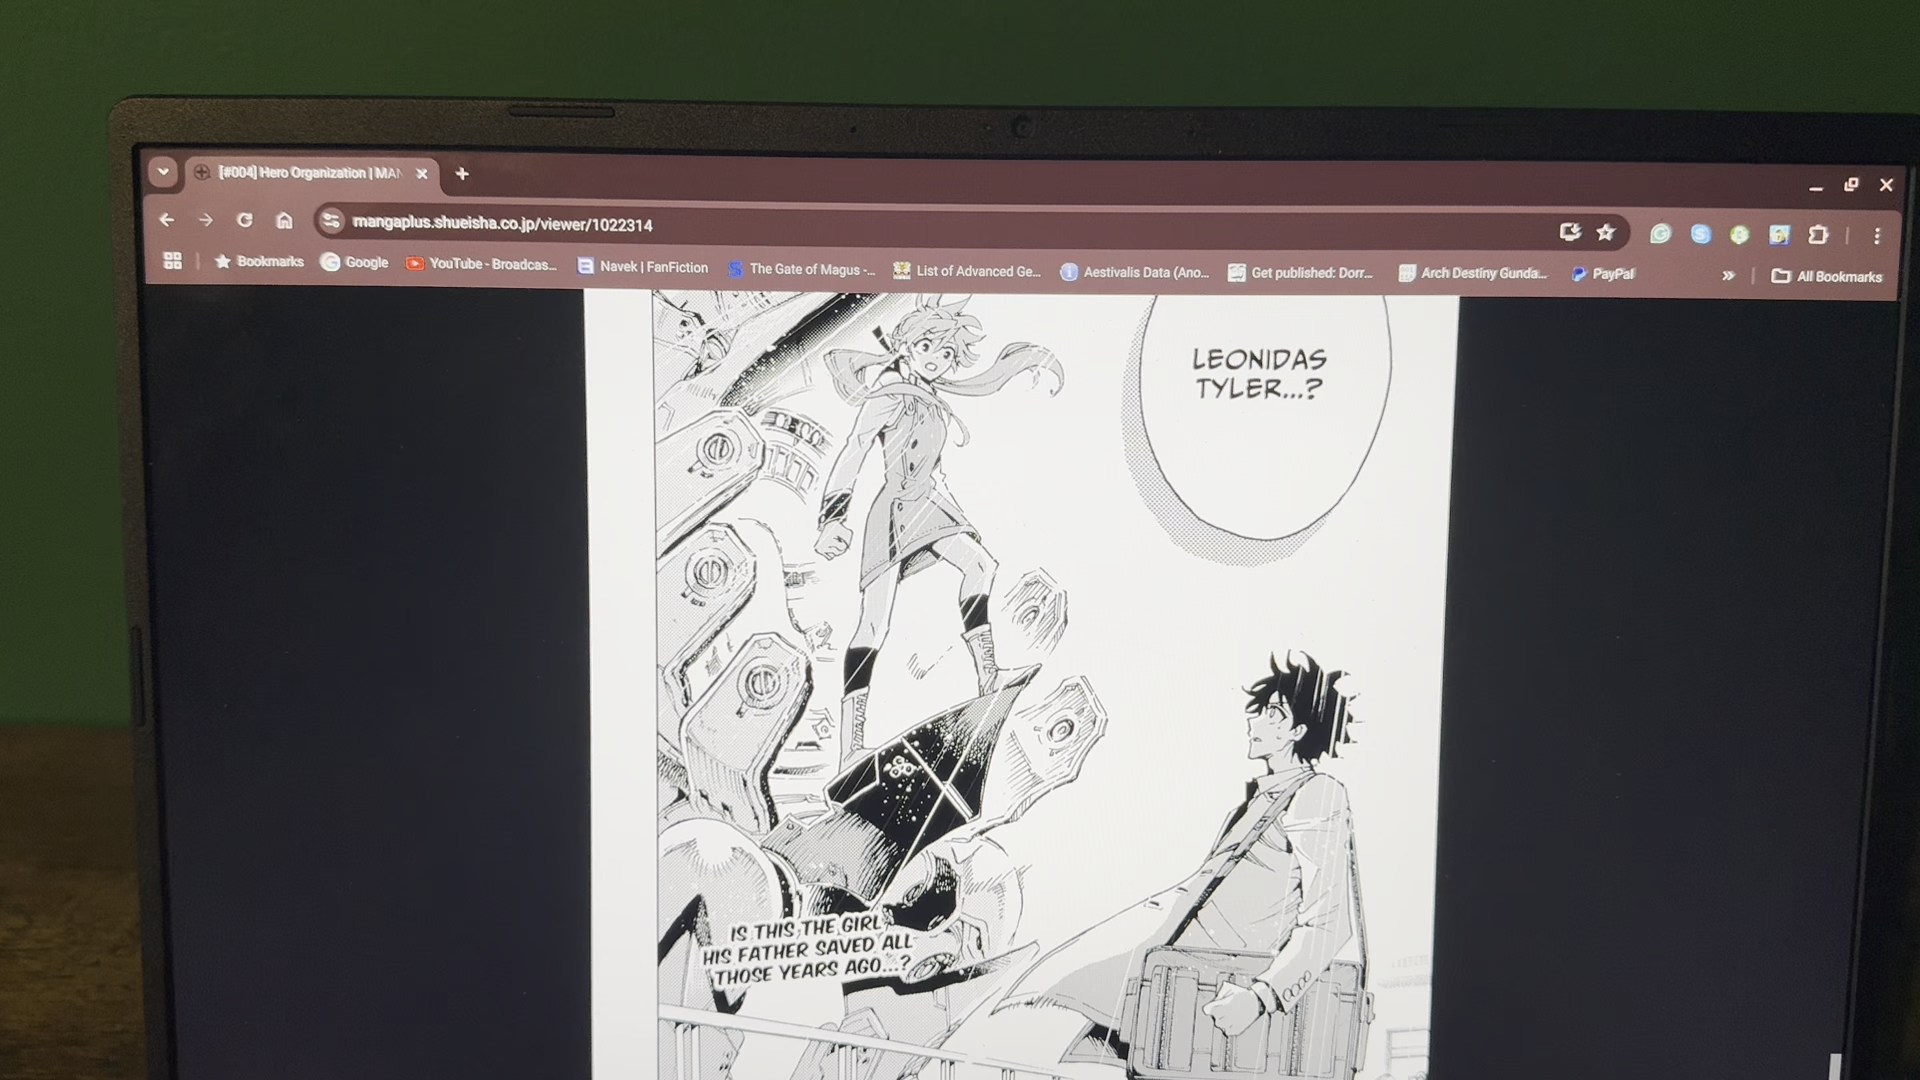 [#004] Hero Organization | MAN
mangaplus.shueisha.co.jp/viewer/1022314
Bookmarks Google YouTube - Broadcas... Navek | FanFiction The Gate of Magus -... List of Advanced Ge... Aestivalis Data (Ano... Get published: Dorr... Arch Destiny Gunda... PayPal » All Bookmarks
LEONIDAS
TYLER...?
IS THIS THE GIRL
HIS FATHER SAVED ALL
THOSE YEARS AGO...?